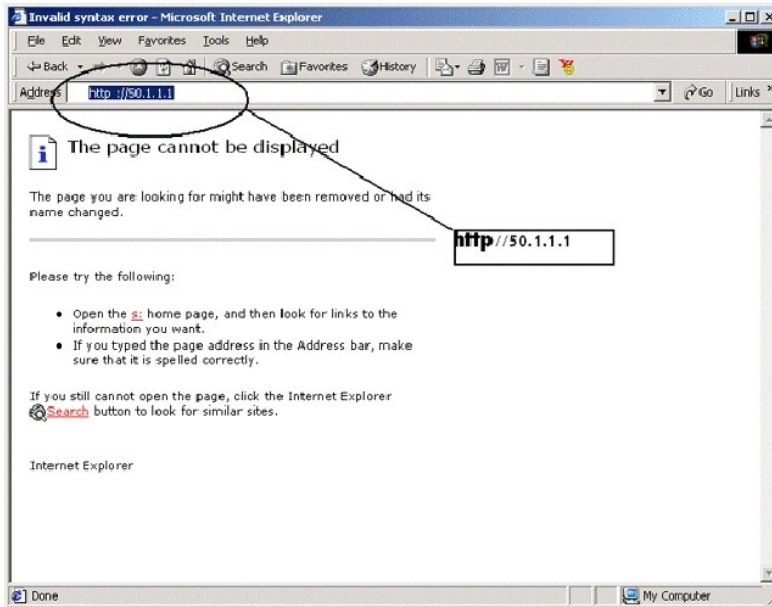 Invalid syntax error - Microsoft Internet Explorer
File Edit View Favorites Tools Help
Back Search Favorites History
Address http ://50.1.1.1 Go Links »
The page cannot be displayed
The page you are looking for might have been removed or had its
name changed.
http//50.1.1.1
Please try the following:
Open the s: home page, and then look for links to the
information you want.
If you typed the page address in the Address bar, make
sure that it is spelled correctly.
If you still cannot open the page, click the Internet Explorer
Search button to look for similar sites.
Internet Explorer
Done My Computer